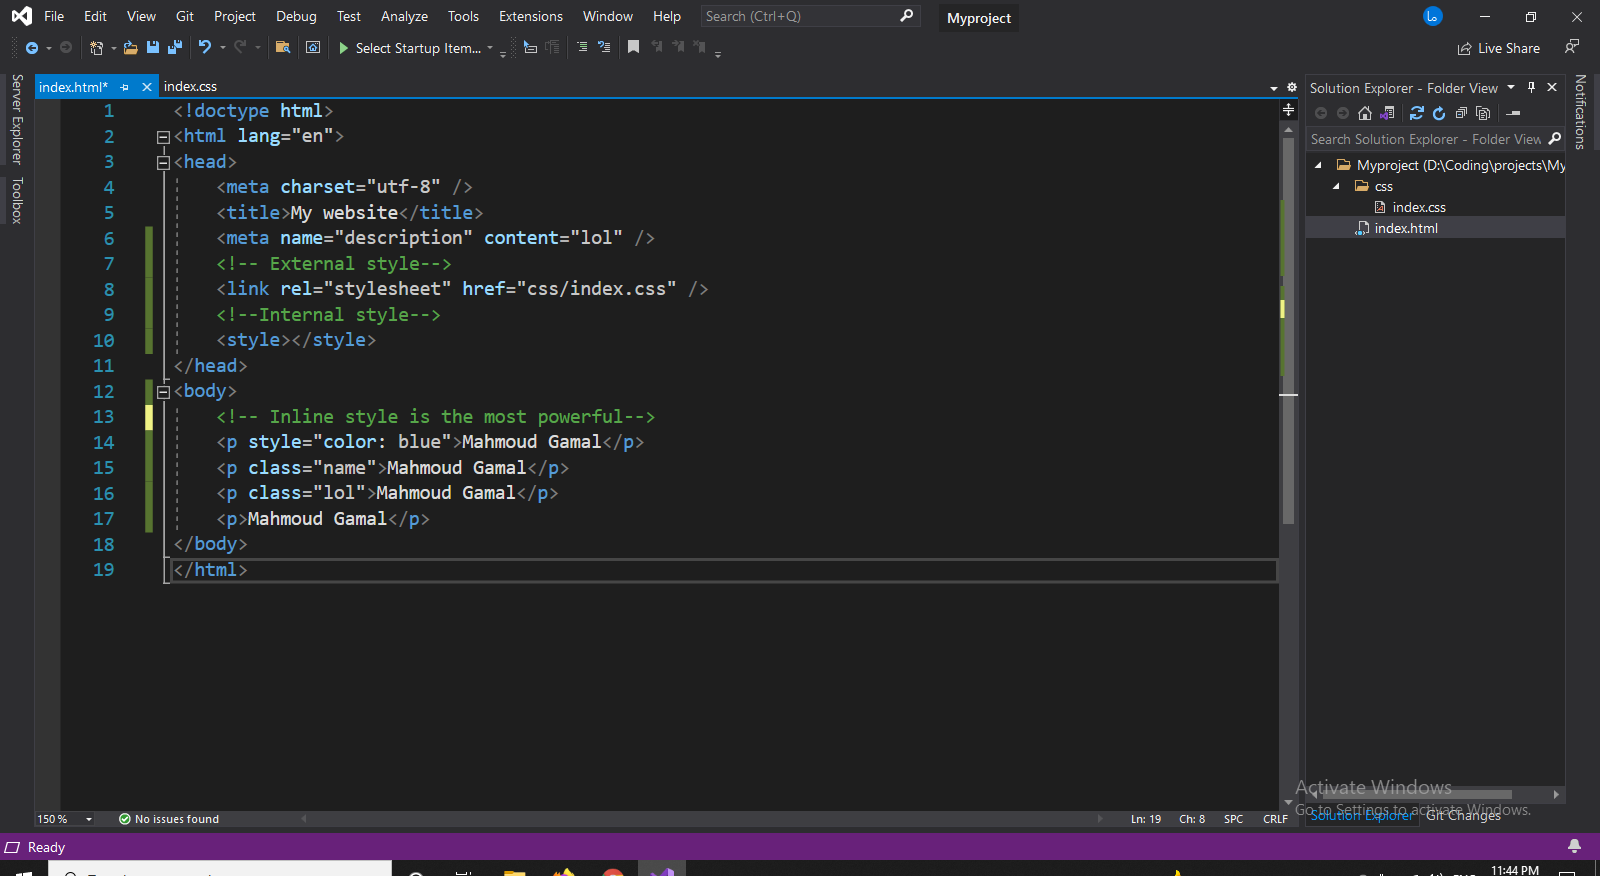 File Edit View Git Project Debug Test Analyze Tools Extensions Window Help Search (Ctrl+Q) Myproject
Select Startup Item... Live Share
Server Explorer
Toolbox
index.html* index.css
1 <!doctype html>
2 <html lang="en">
3 <head>
4 <meta charset="utf-8" />
5 <title>My website</title>
6 <meta name="description" content="lol" />
7 <!-- External style-->
8 <link rel="stylesheet" href="css/index.css" />
9 <!--Internal style-->
10 <style></style>
11 </head>
12 <body>
13 <!-- Inline style is the most powerful-->
14 <p style="color: blue">Mahmoud Gamal</p>
15 <p class="name">Mahmoud Gamal</p>
16 <p class="lol">Mahmoud Gamal</p>
17 <p>Mahmoud Gamal</p>
18 </body>
19 </html>
Solution Explorer - Folder View
Search Solution Explorer - Folder View
Myproject (D:\Coding\projects\My
css
index.css
index.html
Notifications
Activate Windows
Go to Settings to activate Windows.
Solution Explorer Git Changes
150 % No issues found Ln: 19 Ch: 8 SPC CRLF
Ready
11:44 PM